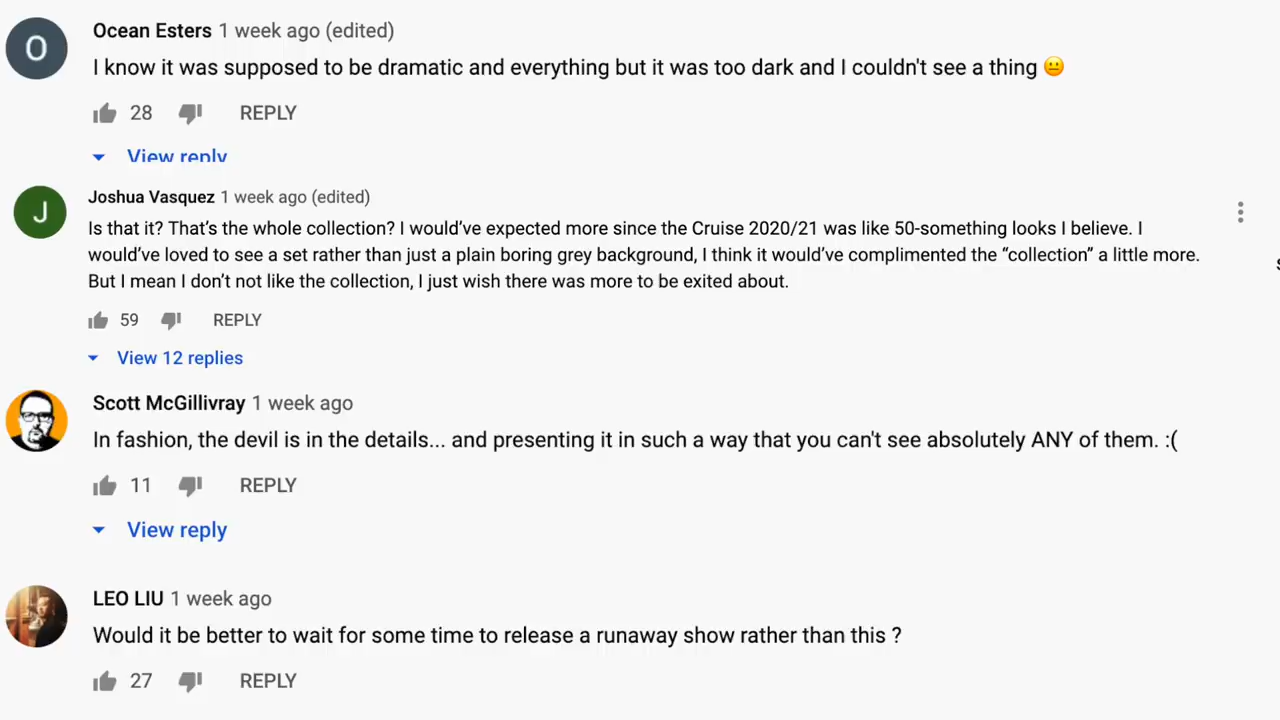 O
Ocean Esters 1 week ago (edited)
I know it was supposed to be dramatic and everything but it was too dark and I couldn't see a thing 😐
28 REPLY
View reply
J
Joshua Vasquez 1 week ago (edited)
Is that it? That’s the whole collection? I would’ve expected more since the Cruise 2020/21 was like 50-something looks I believe. I
would’ve loved to see a set rather than just a plain boring grey background, I think it would’ve complimented the “collection” a little more.
But I mean I don’t not like the collection, I just wish there was more to be exited about.
59 REPLY
View 12 replies
Scott McGillivray 1 week ago
In fashion, the devil is in the details... and presenting it in such a way that you can't see absolutely ANY of them. :(
11 REPLY
View reply
LEO LIU 1 week ago
Would it be better to wait for some time to release a runaway show rather than this ?
27 REPLY